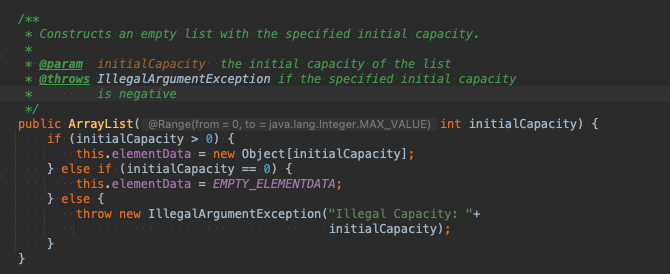 /**
* Constructs an empty list with the specified initial capacity.
*
* @param  initialCapacity  the initial capacity of the list
* @throws IllegalArgumentException if the specified initial capacity
*         is negative
*/
public ArrayList( @Range(from = 0, to = java.lang.Integer.MAX_VALUE) int initialCapacity) {
    if (initialCapacity > 0) {
        this.elementData = new Object[initialCapacity];
    } else if (initialCapacity == 0) {
        this.elementData = EMPTY_ELEMENTDATA;
    } else {
        throw new IllegalArgumentException("Illegal Capacity: "+
                                           initialCapacity);
    }
}